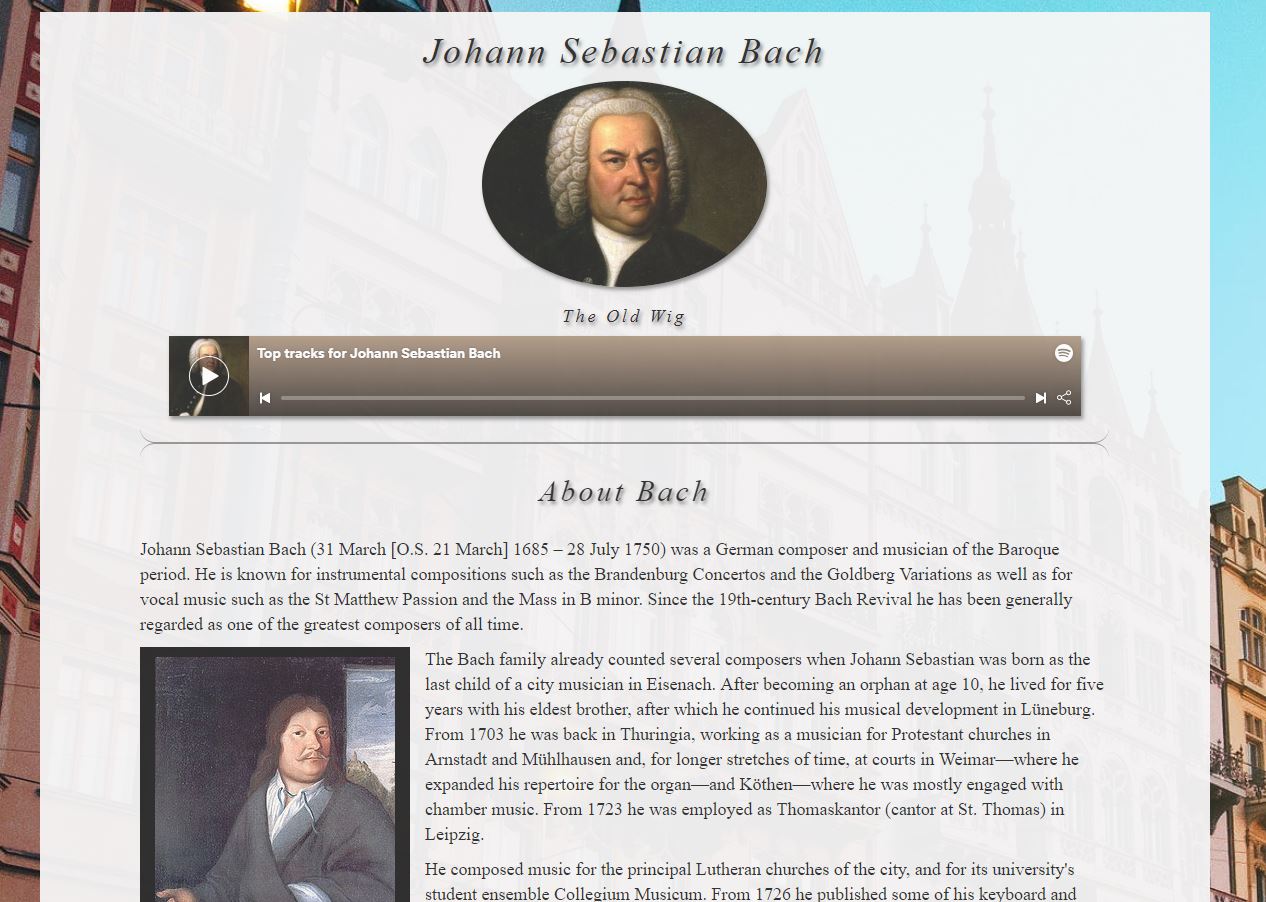 Johann Sebastian Bach
The Old Wig
Top tracks for Johann Sebastian Bach
About Bach
Johann Sebastian Bach (31 March [O.S. 21 March] 1685 – 28 July 1750) was a German composer and musician of the Baroque
period. He is known for instrumental compositions such as the Brandenburg Concertos and the Goldberg Variations as well as for
vocal music such as the St Matthew Passion and the Mass in B minor. Since the 19th-century Bach Revival he has been generally
regarded as one of the greatest composers of all time.
The Bach family already counted several composers when Johann Sebastian was born as the
last child of a city musician in Eisenach. After becoming an orphan at age 10, he lived for five
years with his eldest brother, after which he continued his musical development in Lüneburg.
From 1703 he was back in Thuringia, working as a musician for Protestant churches in
Arnstadt and Mühlhausen and, for longer stretches of time, at courts in Weimar—where he
expanded his repertoire for the organ—and Köthen—where he was mostly engaged with
chamber music. From 1723 he was employed as Thomaskantor (cantor at St. Thomas) in
Leipzig.
He composed music for the principal Lutheran churches of the city, and for its university's
student ensemble Collegium Musicum. From 1726 he published some of his keyboard and